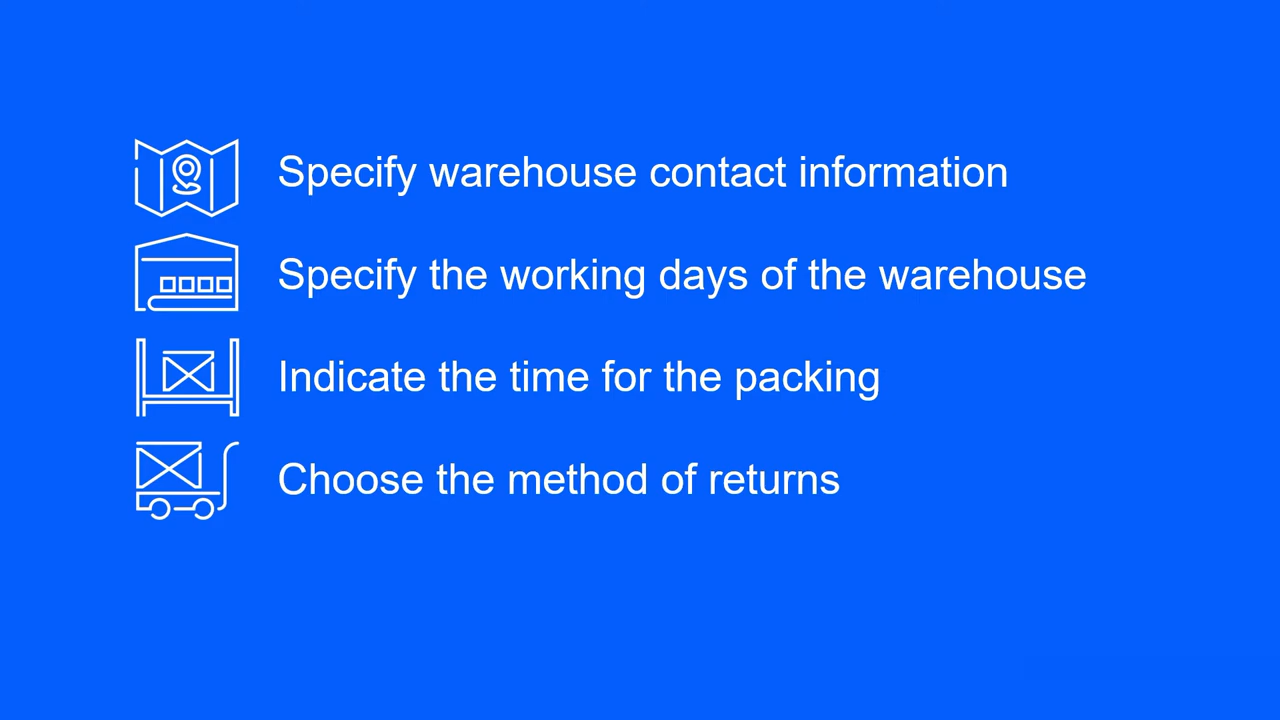 Specify warehouse contact information
Specify the working days of the warehouse
Indicate the time for the packing
Choose the method of returns